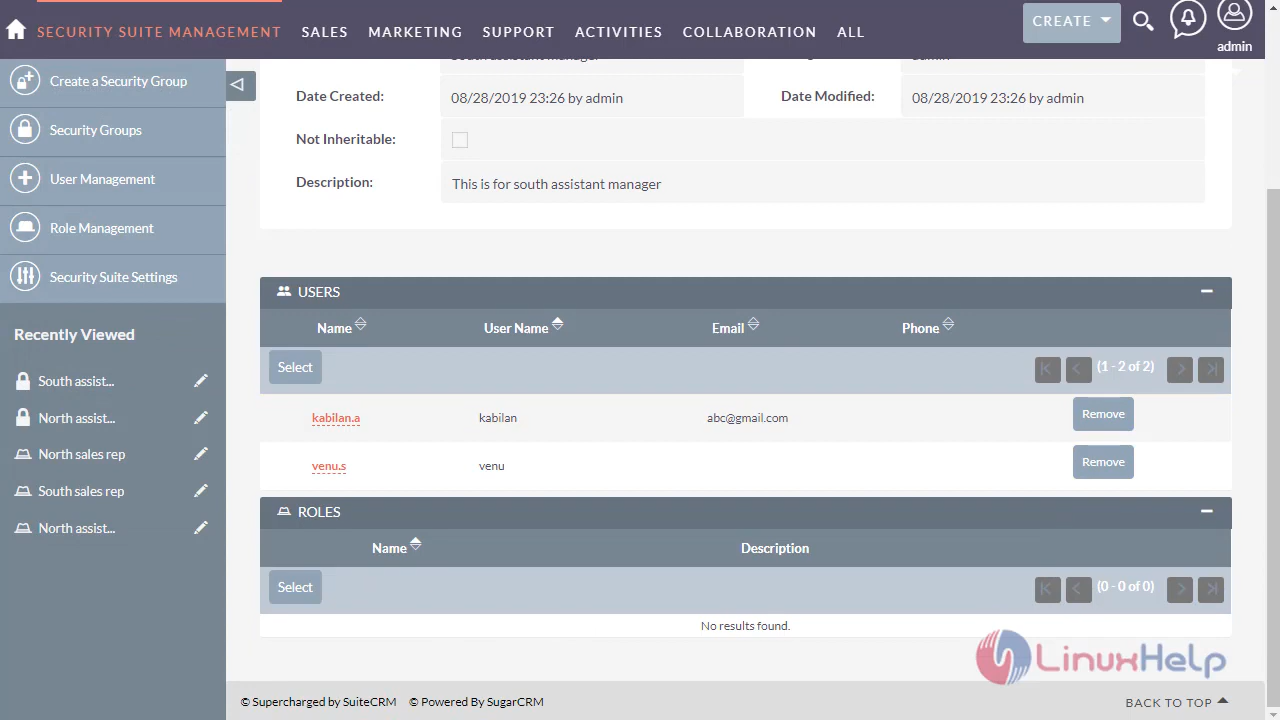 SECURITY SUITE MANAGEMENT SALES MARKETING SUPPORT ACTIVITIES COLLABORATION ALL CREATE admin
Create a Security Group
Security Groups
User Management
Role Management
Security Suite Settings
Recently Viewed
South assist...
North assist...
North sales rep
South sales rep
North assist...
Date Created: 08/28/2019 23:26 by admin Date Modified: 08/28/2019 23:26 by admin
Not Inheritable:
Description: This is for south assistant manager
USERS
Name User Name Email Phone
Select (1 - 2 of 2)
kabilan.a kabilan abc@gmail.com Remove
venu.s venu Remove
ROLES
Name Description
Select (0 - 0 of 0)
No results found.
LinuxHelp
© Supercharged by SuiteCRM © Powered By SugarCRM BACK TO TOP